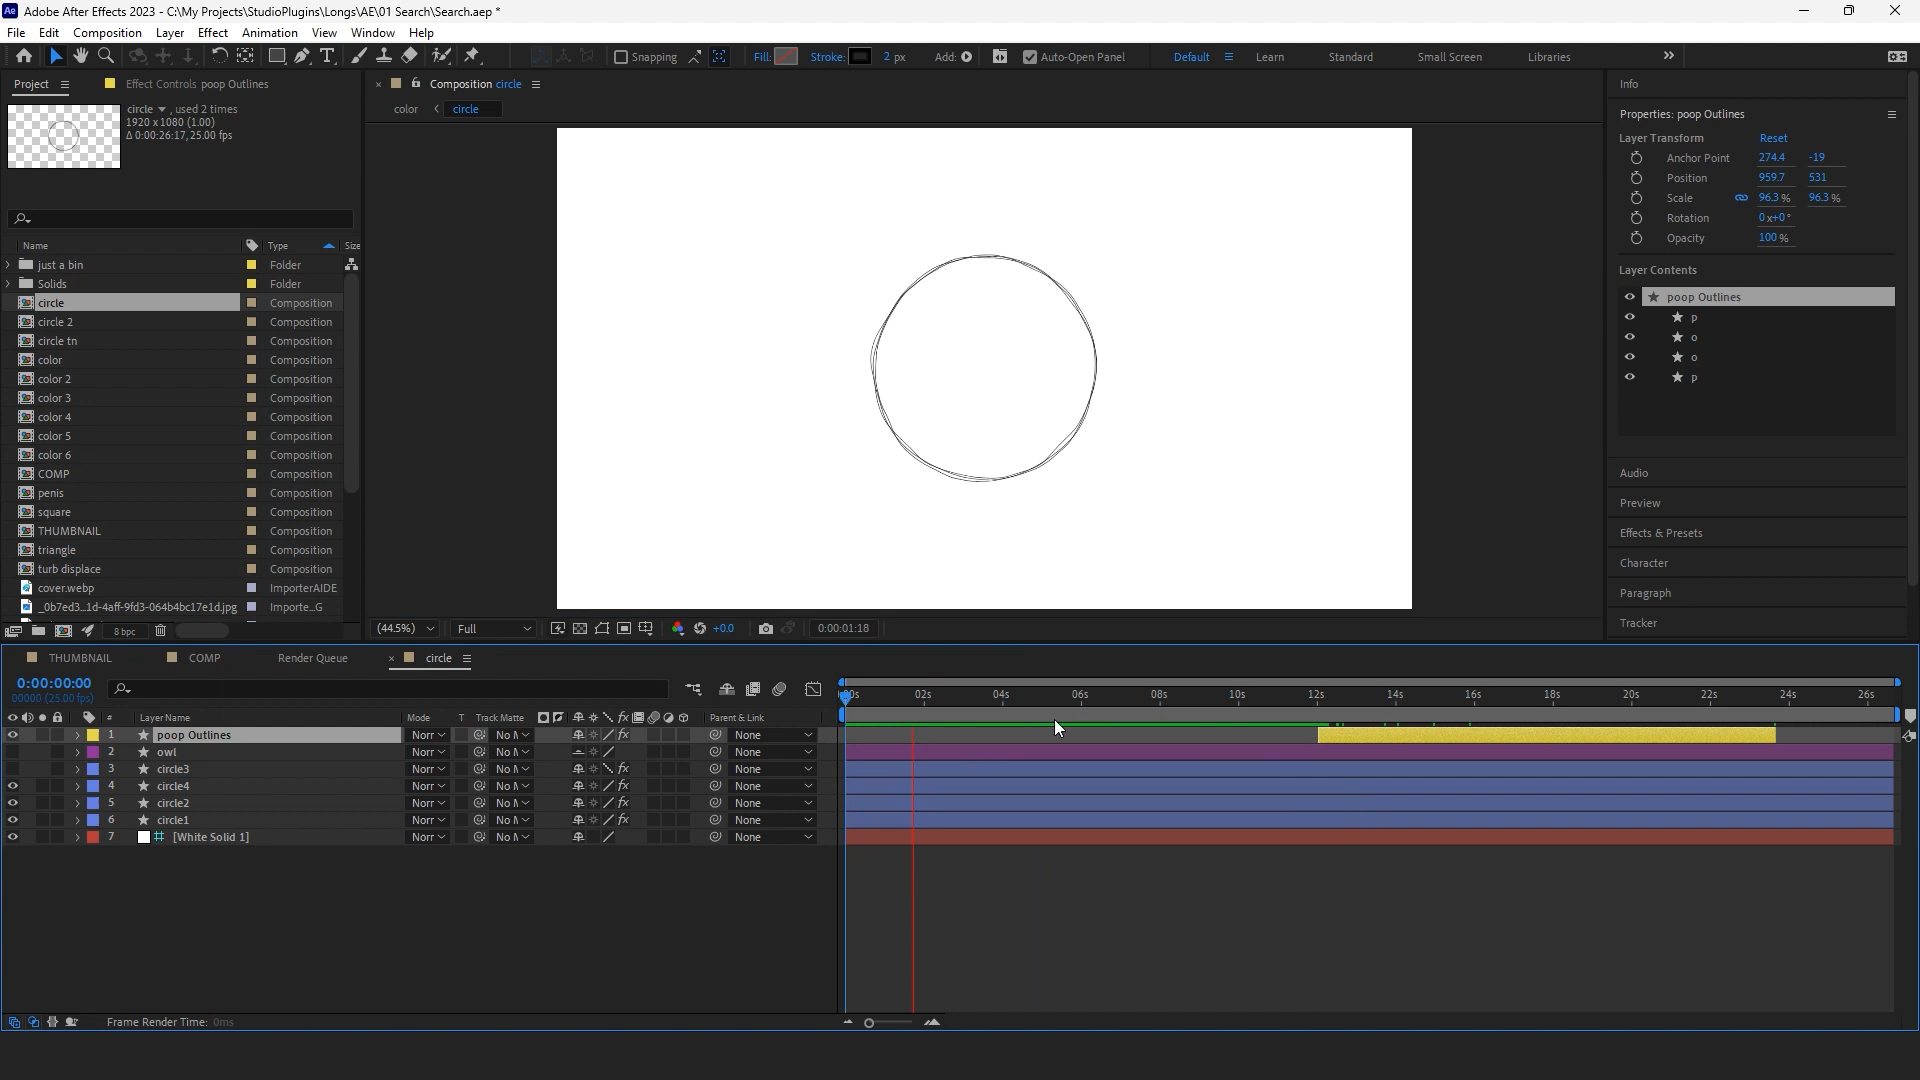 Ae Adobe After Effects 2023 - C:\My Projects\StudioPlugins\Longs\AE\01 Search\Search.aep *
File Edit Composition Layer Effect Animation View Window Help
Snapping Fill: Stroke: 2 px Add: Auto-Open Panel Default Learn Standard Small Screen Libraries
Project Effect Controls poop Outlines
circle , used 2 times
1920 x 1080 (1.00)
Δ 0:00:26:17, 25.00 fps
Name Type Size
just a bin Folder
Solids Folder
circle Composition
circle 2 Composition
circle tn Composition
color Composition
color 2 Composition
color 3 Composition
color 4 Composition
color 5 Composition
color 6 Composition
COMP Composition
penis Composition
square Composition
THUMBNAIL Composition
triangle Composition
turb displace Composition
cover.webp ImporterAIDE
_0b7ed3...1d-4aff-9fd3-064b4bc17e1d.jpg Importe...G
8 bpc
Composition circle
color circle
(44.5%) Full +0.0 0:00:01:18
Info
Properties: poop Outlines
Layer Transform Reset
Anchor Point 274.4 -19
Position 959.7 531
Scale 96.3 % 96.3 %
Rotation 0x+0°
Opacity 100 %
Layer Contents
poop Outlines
p
o
o
p
Audio
Preview
Effects & Presets
Character
Paragraph
Tracker
THUMBNAIL COMP Render Queue circle
0:00:00:00
00000 (25.00 fps)
00s 02s 04s 06s 08s 10s 12s 14s 16s 18s 20s 22s 24s 26s
# Layer Name Mode T Track Matte fx Parent & Link
1 poop Outlines Norr No M fx None
2 owl Norr No M None
3 circle3 Norr No M fx None
4 circle4 Norr No M fx None
5 circle2 Norr No M fx None
6 circle1 Norr No M fx None
7 [White Solid 1] Norr No M None
Frame Render Time: 0ms